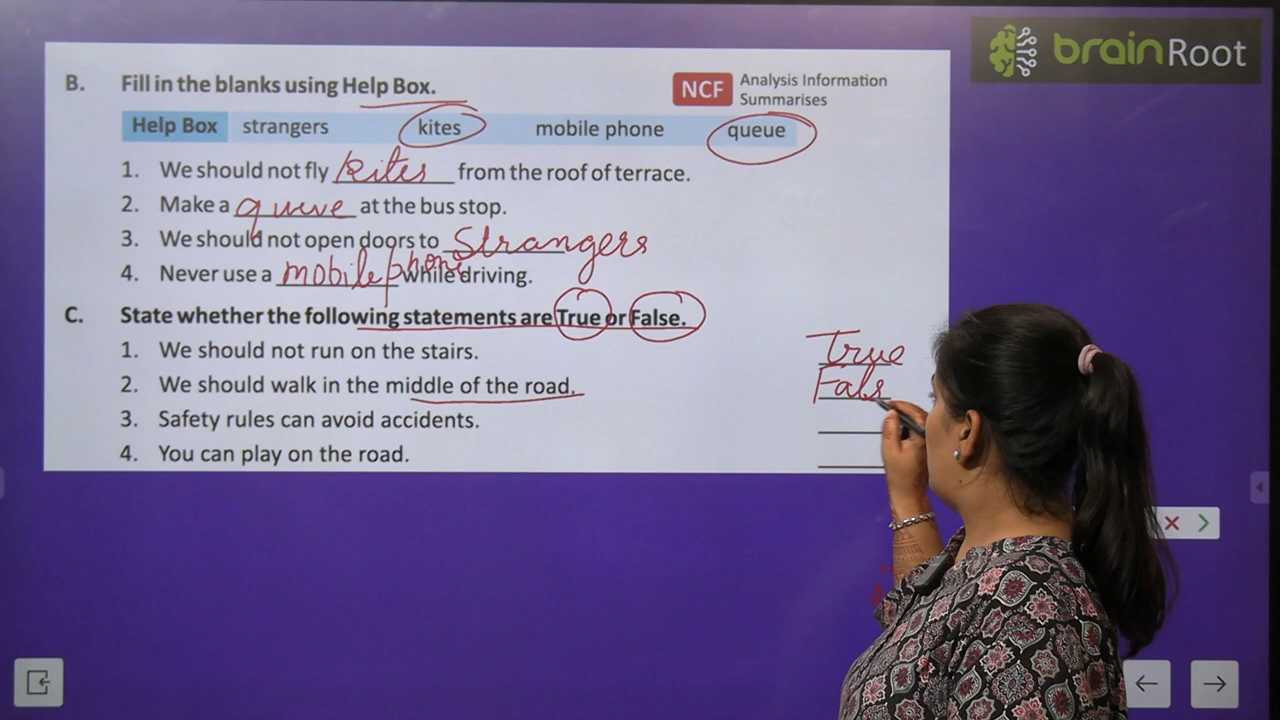 brainRoot
B. Fill in the blanks using Help Box.
NCF Analysis Information
Summarises
Help Box strangers kites mobile phone queue
1. We should not fly kites from the roof of terrace.
2. Make a queue at the bus stop.
3. We should not open doors to Strangers
4. Never use a mobile phone while driving.
C. State whether the following statements are True or False.
1. We should not run on the stairs. True
2. We should walk in the middle of the road. Fals
3. Safety rules can avoid accidents.
4. You can play on the road.